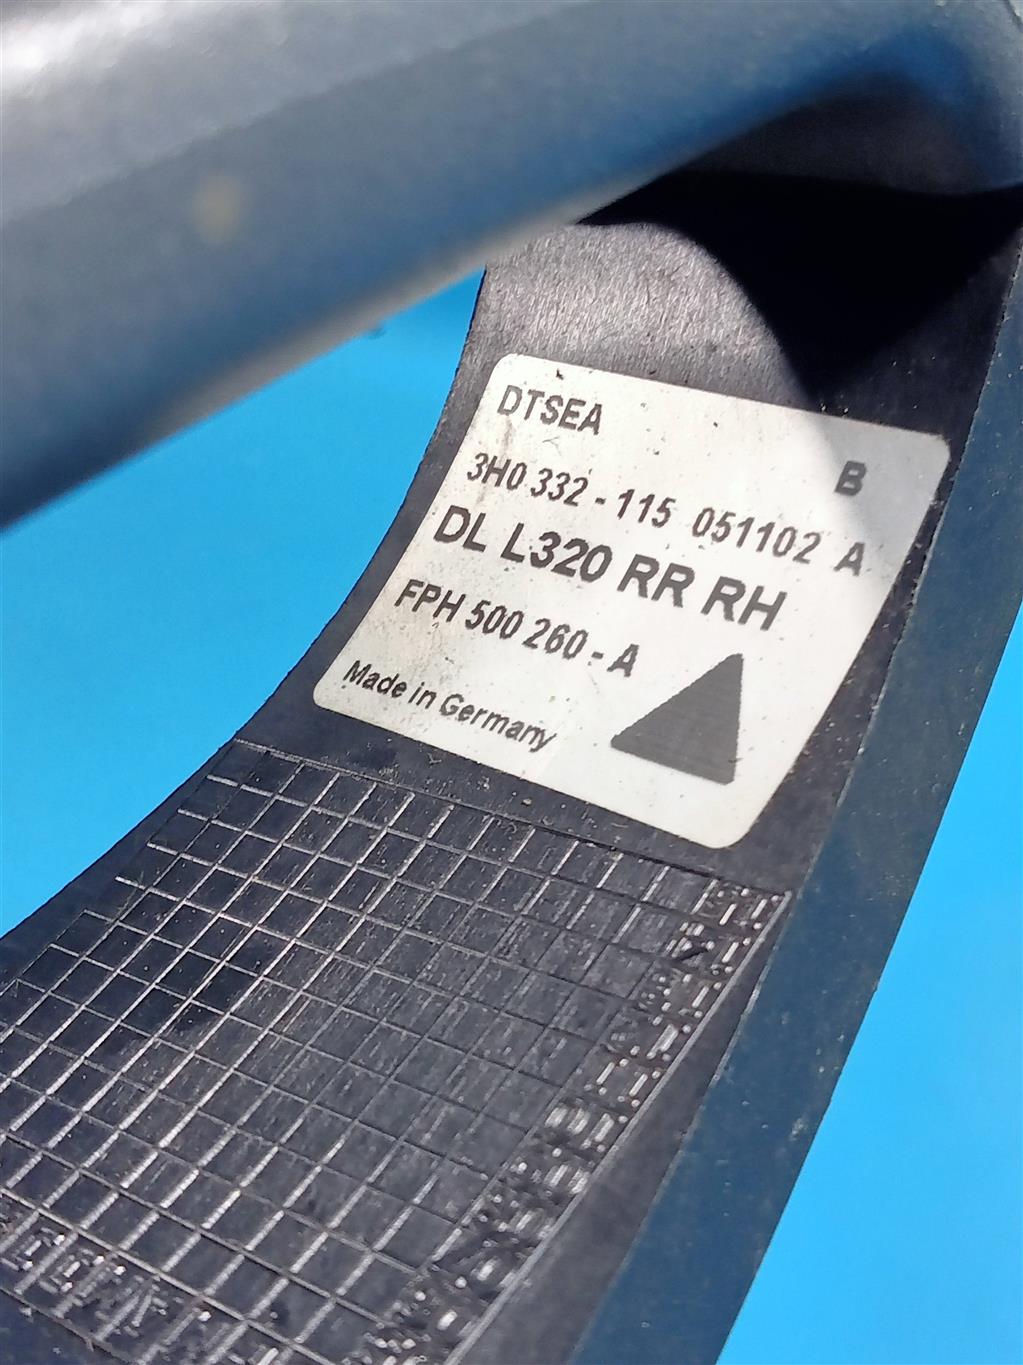 DTSEA B
3H0 332 - 115 051102 A
DL L320 RR RH
FPH 500 260 - A
Made in Germany